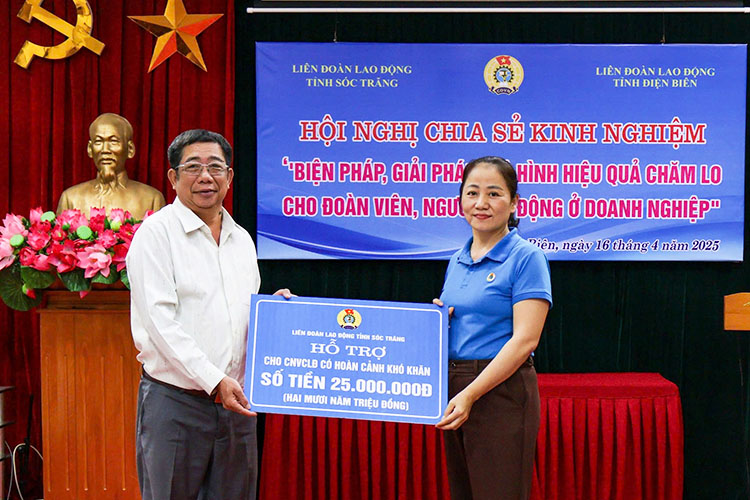 LIÊN ĐOÀN LAO ĐỘNG
TỈNH SÓC TRĂNG
LIÊN ĐOÀN LAO ĐỘNG
TỈNH ĐIỆN BIÊN
HỘI NGHỊ CHIA SẺ KINH NGHIỆM
"BIỆN PHÁP, GIẢI PHÁ HÌNH HIỆU QUẢ CHĂM LO
CHO ĐOÀN VIÊN, NGƯỜ ĐỘNG Ở DOANH NGHIỆP"
Biên, ngày 16 tháng 4 năm 2025
LIÊN ĐOÀN LAO ĐỘNG TỈNH SÓC TRĂNG
HỖ TRỢ
CHO CNVCLB CÓ HOÀN CẢNH KHÓ KHĂN
SỐ TIỀN 25.000.000Đ
(HAI MƯƠI NĂM TRIỆU ĐỒNG)